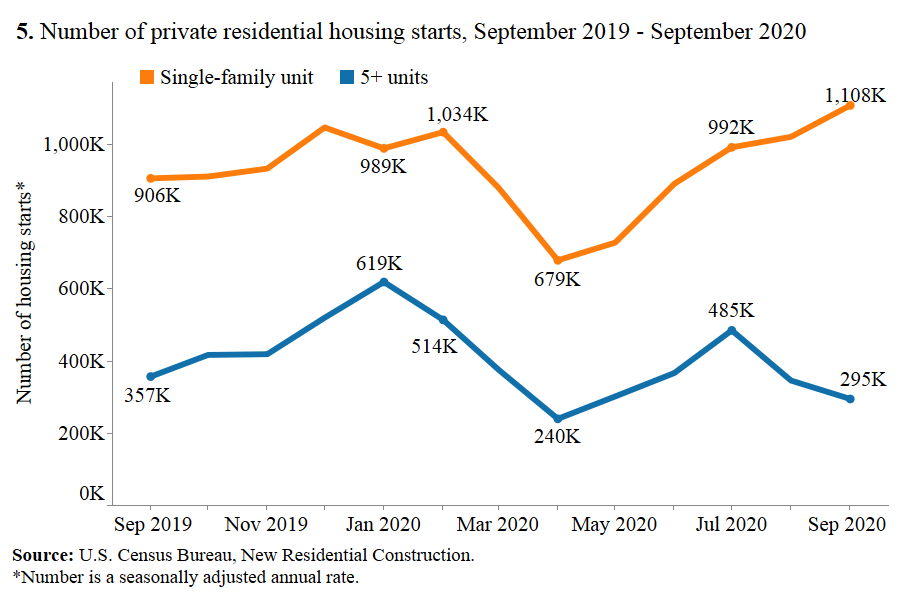 5. Number of private residential housing starts, September 2019 - September 2020
Single-family unit
5+ units
Number of housing starts*
1,000K
800K
600K
400K
200K
0K
906K
989K
1,034K
679K
992K
1,108K
357K
619K
514K
240K
485K
295K
Sep 2019
Nov 2019
Jan 2020
Mar 2020
May 2020
Jul 2020
Sep 2020
Source: U.S. Census Bureau, New Residential Construction.
*Number is a seasonally adjusted annual rate.